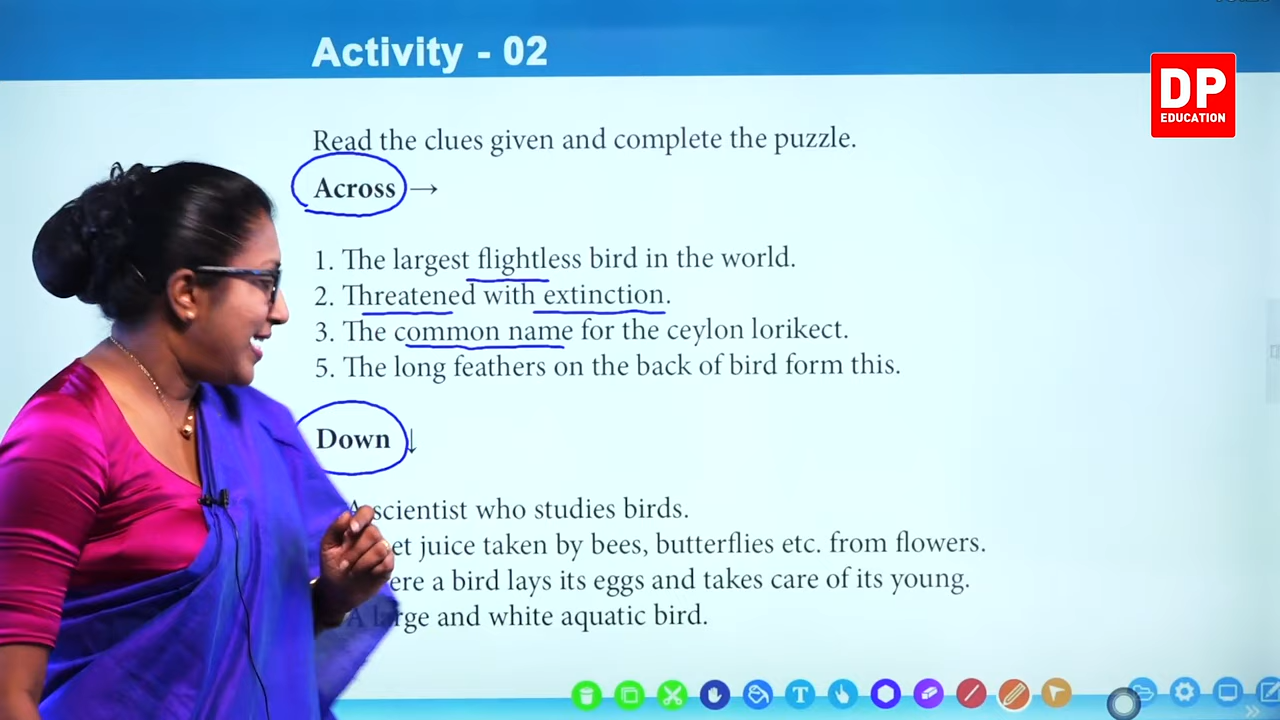 Activity - 02
DP
EDUCATION
Read the clues given and complete the puzzle.
Across →
1. The largest flightless bird in the world.
2. Threatened with extinction.
3. The common name for the ceylon lorikect.
5. The long feathers on the back of bird form this.
Down ↓
A scientist who studies birds.
juice taken by bees, butterflies etc. from flowers.
a bird lays its eggs and takes care of its young.
A large and white aquatic bird.